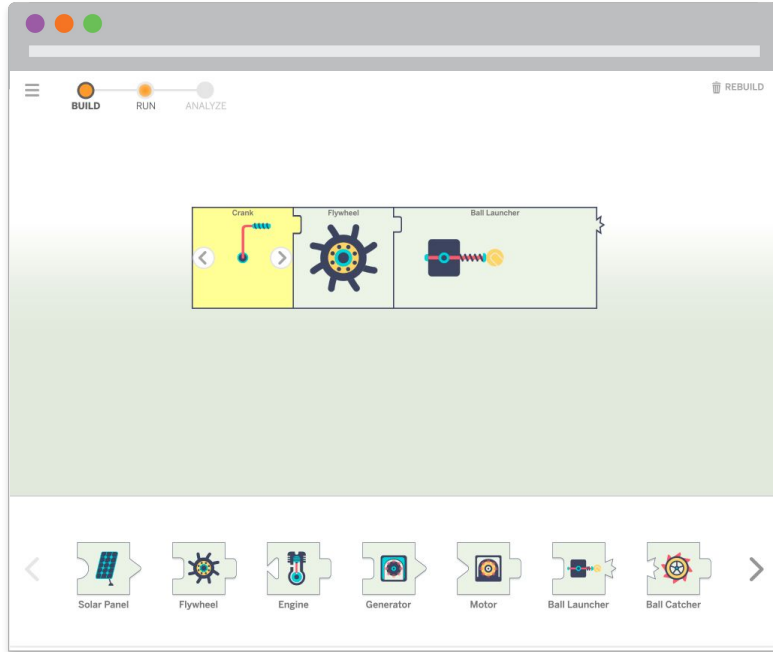 REBUILD
BUILD
RUN
ANALYZE
Crank
Flywheel
Ball Launcher
Solar Panel
Flywheel
Engine
Generator
Motor
Ball Launcher
Ball Catcher